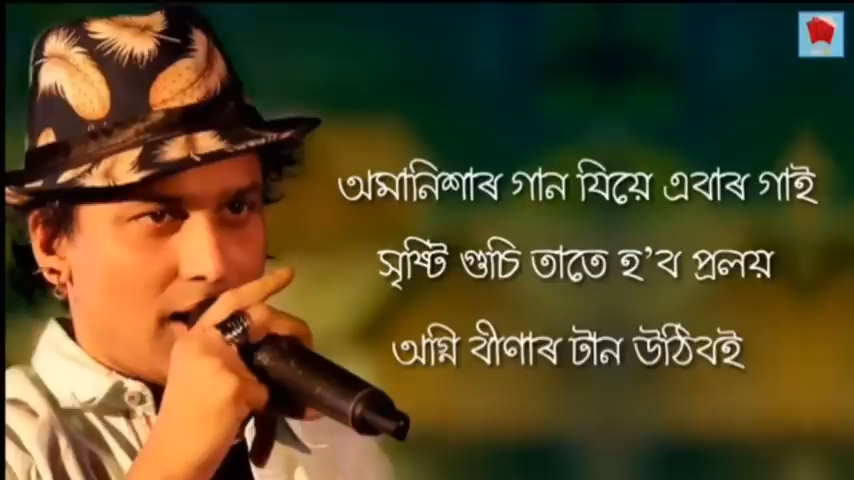 অমানিশাৰ গান যিয়ে এবাৰ গাই
সৃষ্টি গুচি তাতে হ'ব প্ৰলয়
অগ্নি বীণাৰ টান উঠিবই